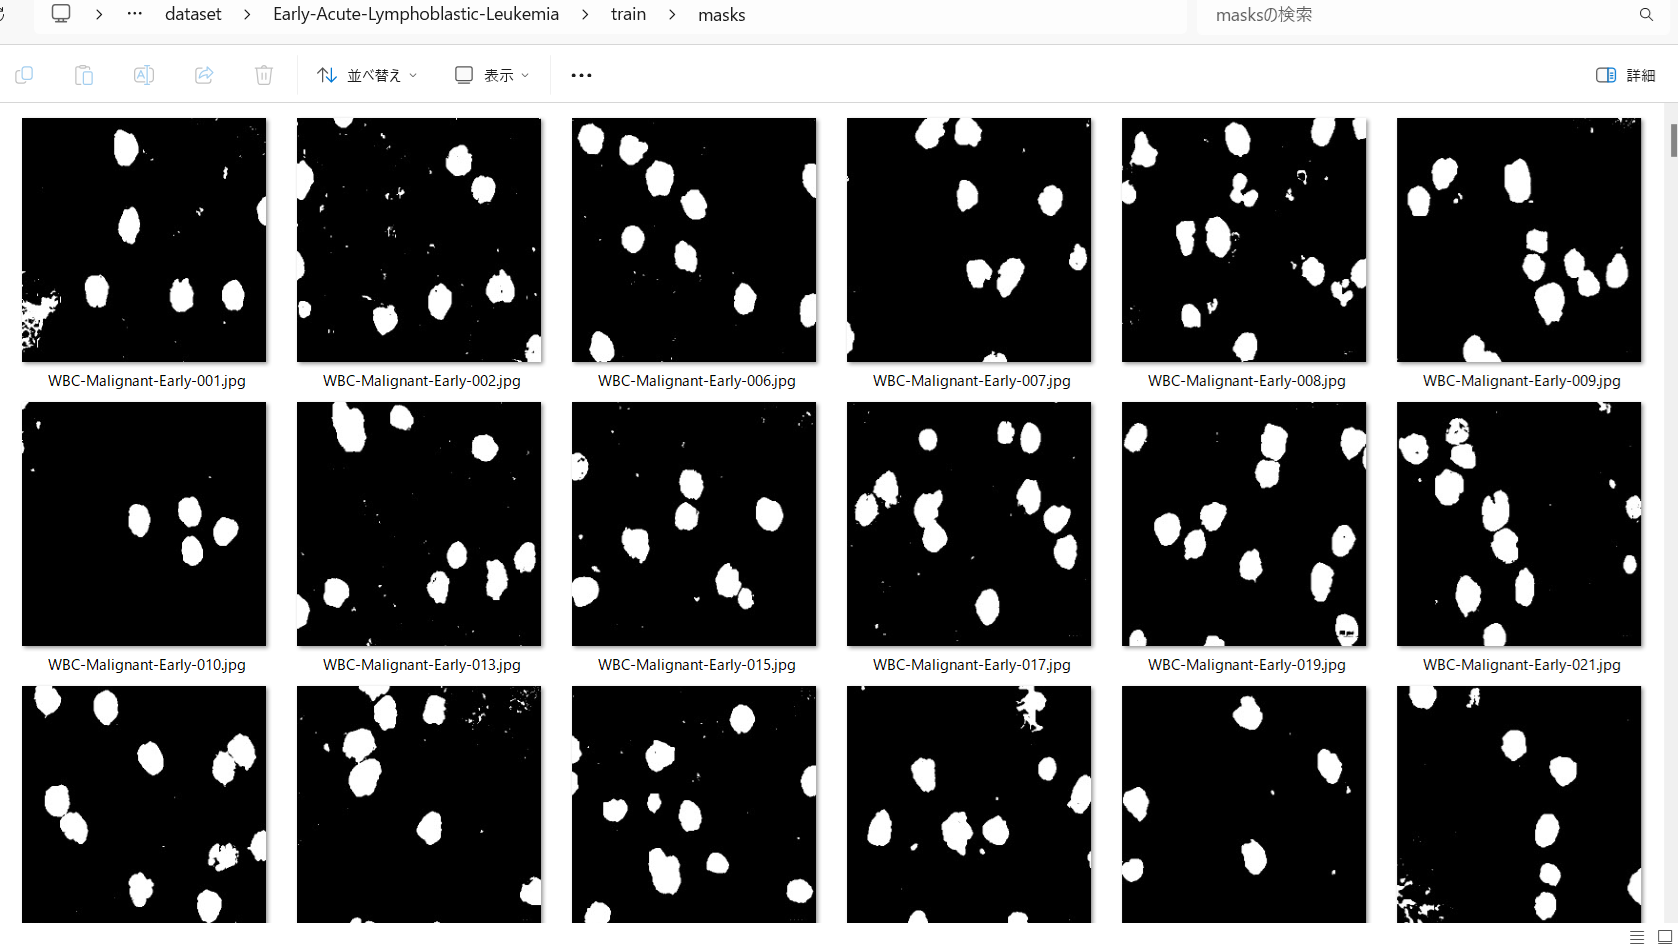 … dataset Early-Acute-Lymphoblastic-Leukemia train masks
masksの検索
並べ替え
表示
詳細
WBC-Malignant-Early-001.jpg
WBC-Malignant-Early-002.jpg
WBC-Malignant-Early-006.jpg
WBC-Malignant-Early-007.jpg
WBC-Malignant-Early-008.jpg
WBC-Malignant-Early-009.jpg
WBC-Malignant-Early-010.jpg
WBC-Malignant-Early-013.jpg
WBC-Malignant-Early-015.jpg
WBC-Malignant-Early-017.jpg
WBC-Malignant-Early-019.jpg
WBC-Malignant-Early-021.jpg